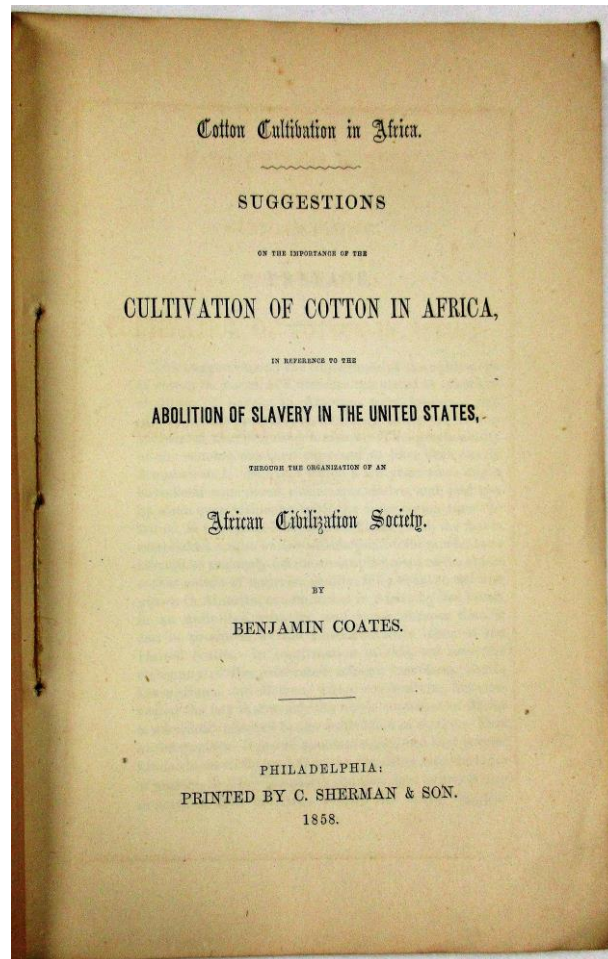 Cotton Cultivation in Africa.
SUGGESTIONS
ON THE IMPORTANCE OF THE
CULTIVATION OF COTTON IN AFRICA,
IN REFERENCE TO THE
ABOLITION OF SLAVERY IN THE UNITED STATES,
THROUGH THE ORGANIZATION OF AN
African Civilization Society.
BY
BENJAMIN COATES.
PHILADELPHIA:
PRINTED BY C. SHERMAN & SON.
1858.